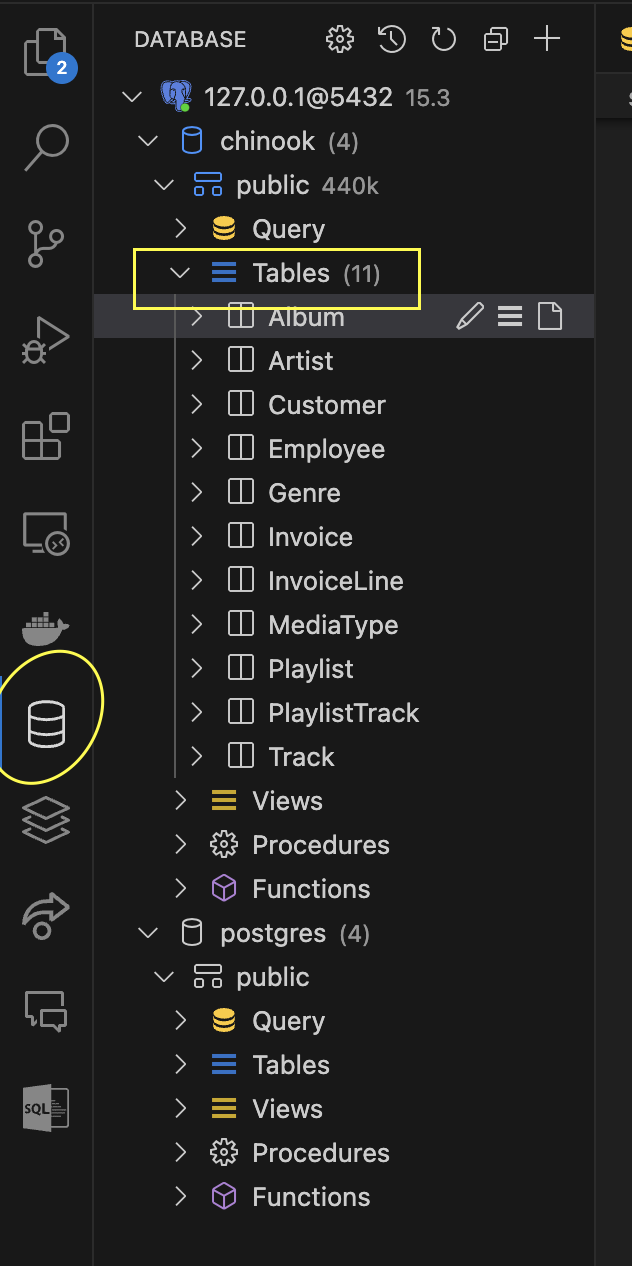 DATABASE
2
127.0.0.1@5432 15.3
chinook (4)
public 440k
Query
Tables (11)
Album
Artist
Customer
Employee
Genre
Invoice
InvoiceLine
MediaType
Playlist
PlaylistTrack
Track
Views
Procedures
Functions
postgres (4)
public
Query
Tables
Views
SQL
Procedures
Functions